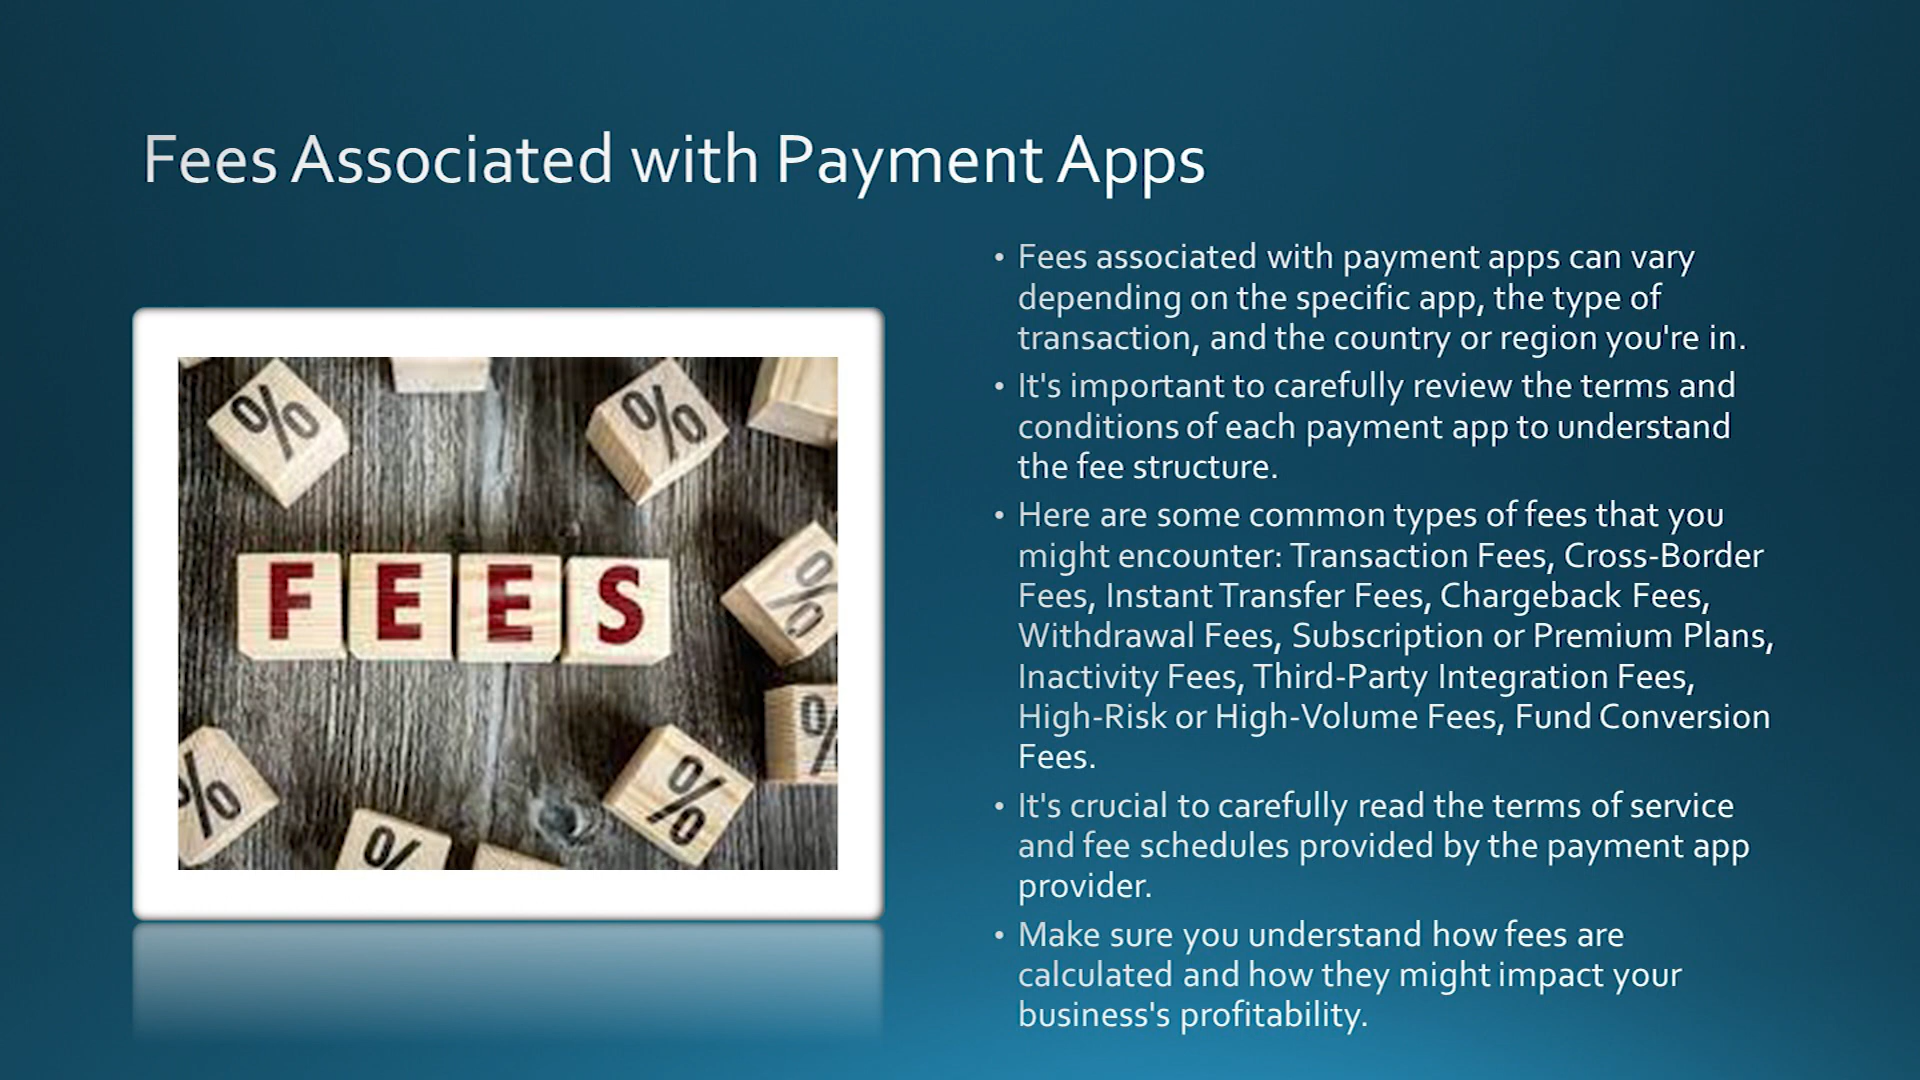 Fees Associated with Payment Apps
• Fees associated with payment apps can vary
depending on the specific app, the type of
transaction, and the country or region you're in.
• It's important to carefully review the terms and
conditions of each payment app to understand
the fee structure.
• Here are some common types of fees that you
might encounter: Transaction Fees, Cross-Border
Fees, Instant Transfer Fees, Chargeback Fees,
Withdrawal Fees, Subscription or Premium Plans,
Inactivity Fees, Third-Party Integration Fees,
High-Risk or High-Volume Fees, Fund Conversion
Fees.
• It's crucial to carefully read the terms of service
and fee schedules provided by the payment app
provider.
• Make sure you understand how fees are
calculated and how they might impact your
business's profitability.
%
%
%
FEES
%
%
%
%